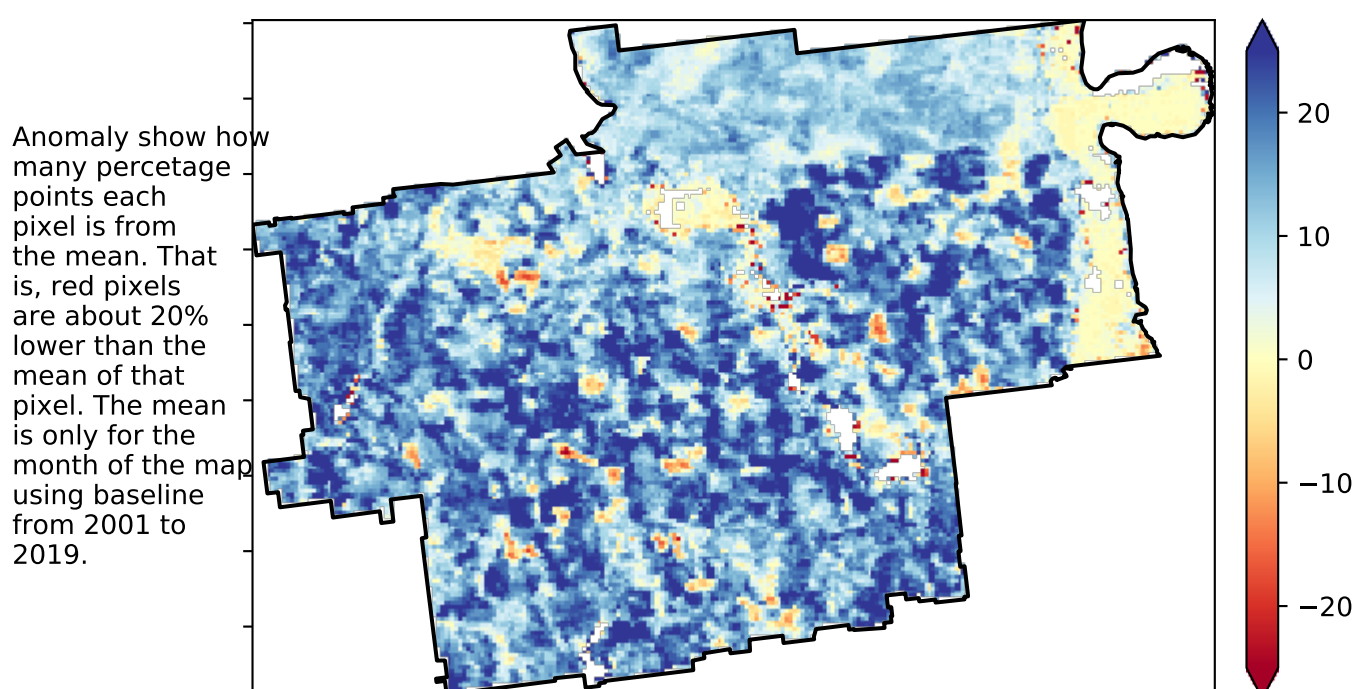 Anomaly show how
many percetage
points each
pixel is from
the mean. That
is, red pixels
are about 20%
lower than the
mean of that
pixel. The mean
is only for the
month of the map
using baseline
from 2001 to
2019.
20
10
0
−10
−20